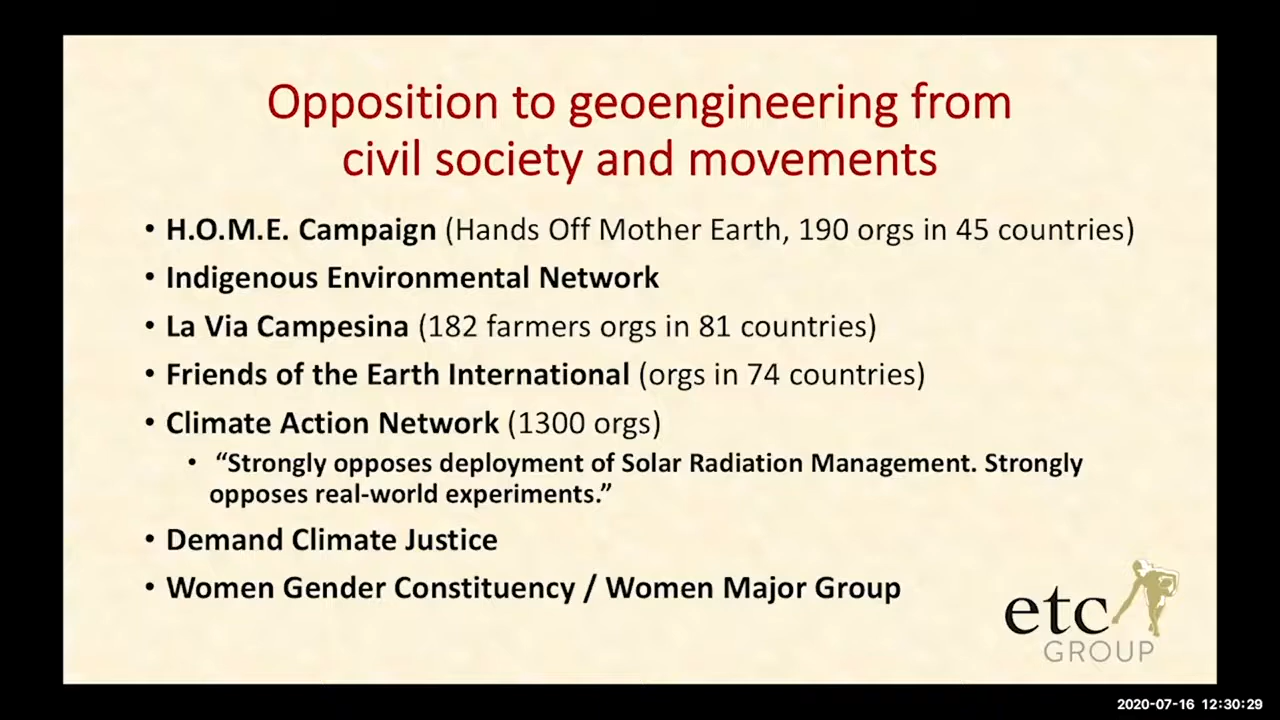 Opposition to geoengineering from
civil society and movements
• H.O.M.E. Campaign (Hands Off Mother Earth, 190 orgs in 45 countries)
• Indigenous Environmental Network
• La Via Campesina (182 farmers orgs in 81 countries)
• Friends of the Earth International (orgs in 74 countries)
• Climate Action Network (1300 orgs)
• “Strongly opposes deployment of Solar Radiation Management. Strongly
opposes real-world experiments.”
• Demand Climate Justice
• Women Gender Constituency / Women Major Group
etc
GROUP
2020-07-16 12:30:29